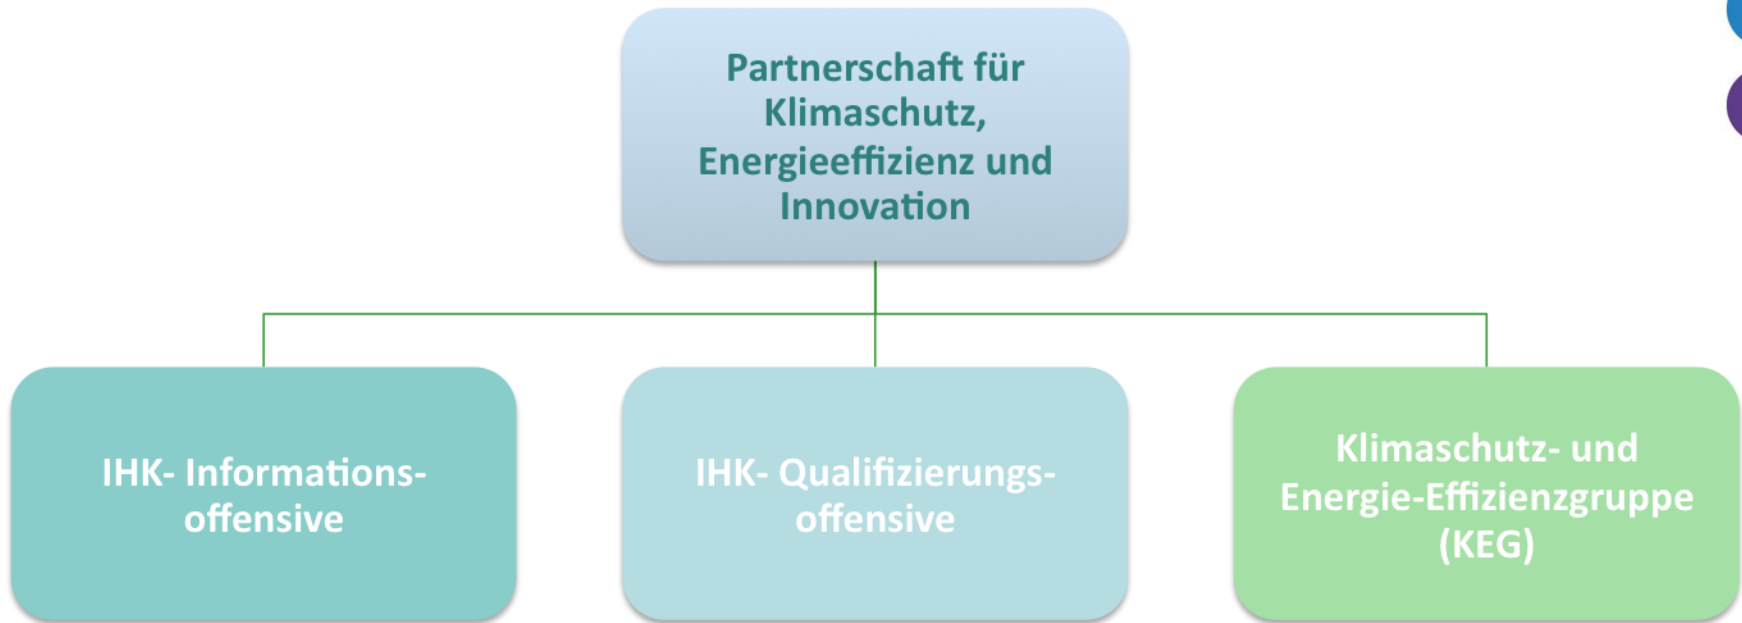 Partnerschaft für
Klimaschutz,
Energieeffizienz und
Innovation
IHK- Informations-
offensive
IHK- Qualifizierungs-
offensive
Klimaschutz- und
Energie-Effizienzgruppe
(KEG)